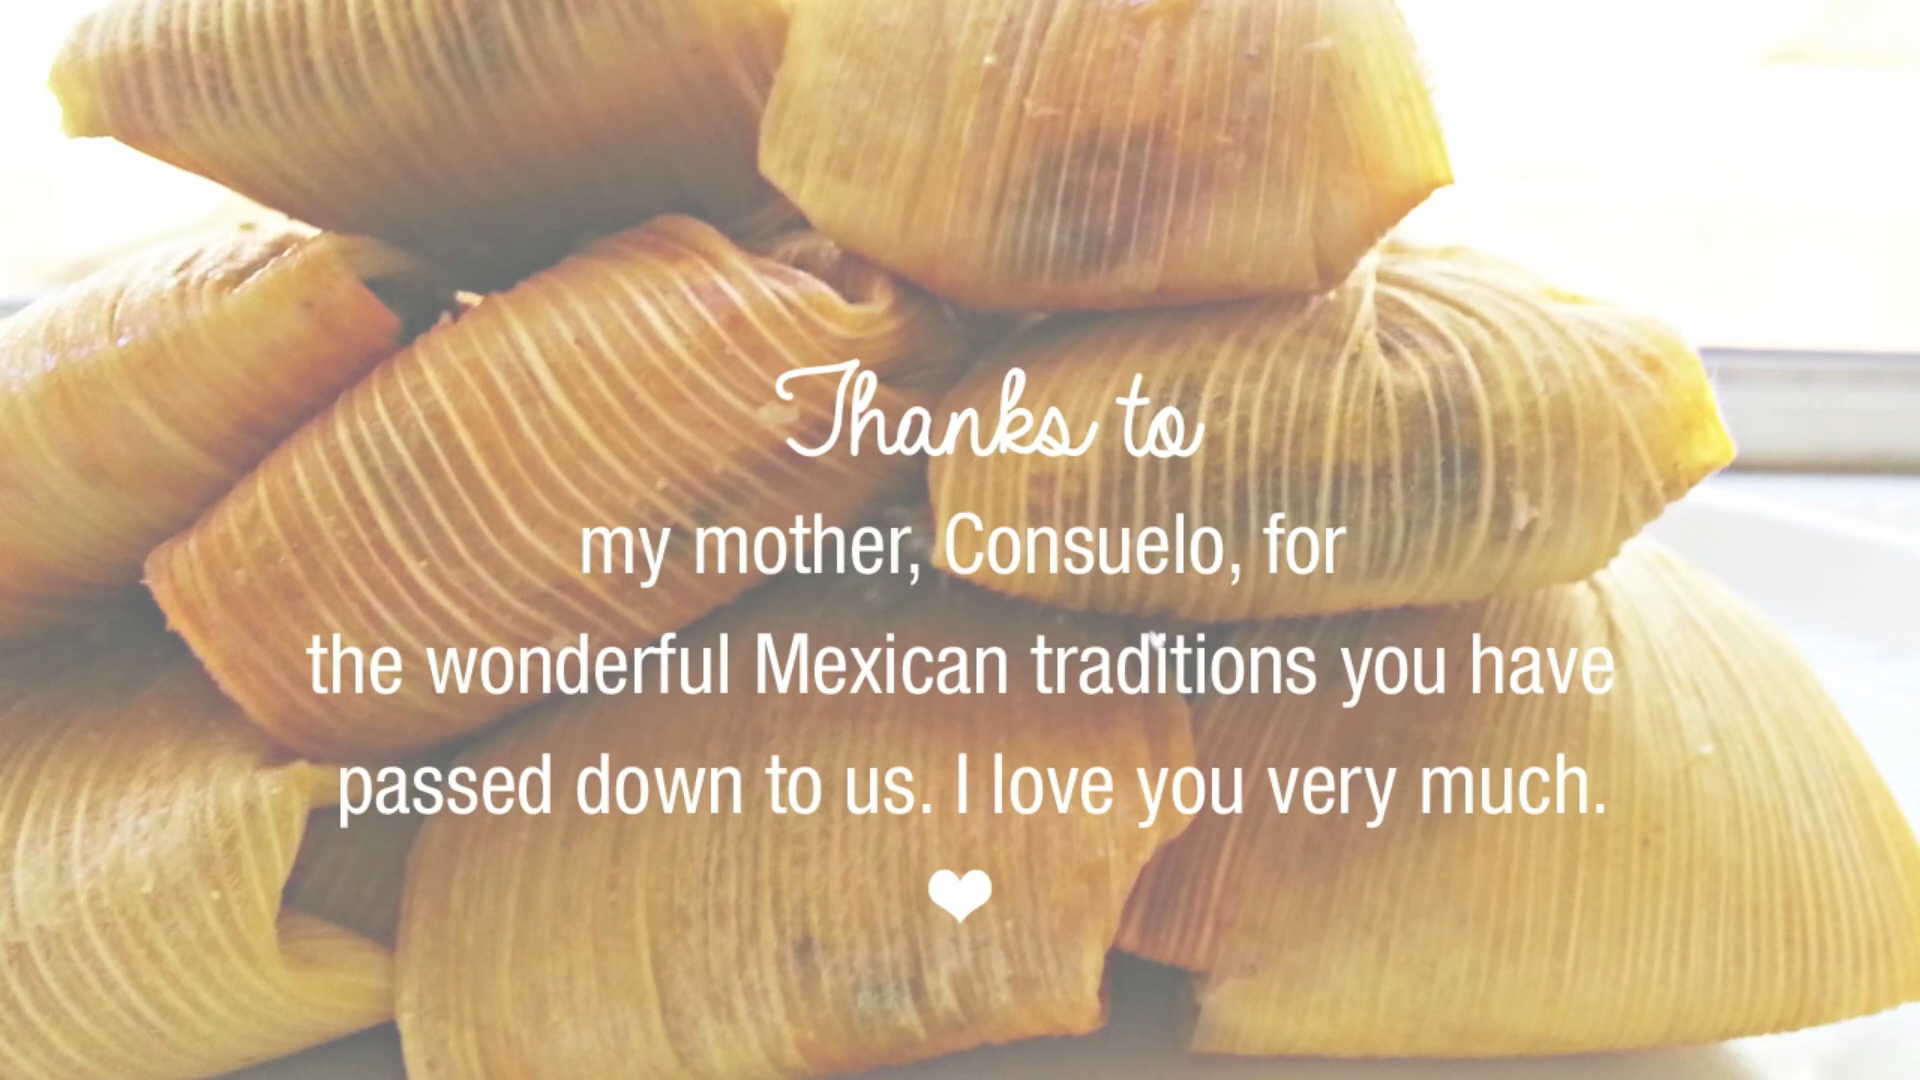 Thanks to
my mother, Consuelo, for
the wonderful Mexican traditions you have
passed down to us. I love you very much.
♥